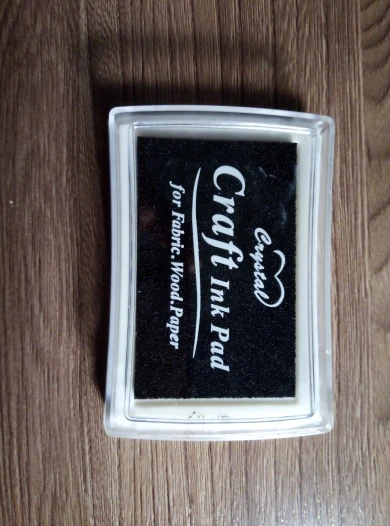 Crystal
Craft Ink Pad
for Fabric.Wood.Paper